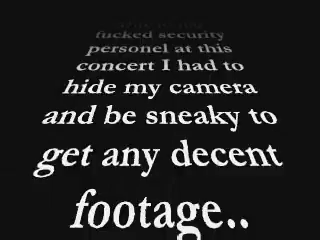 fucked security
personel at this
concert I had to
hide my camera
and be sneaky to
get any decent
footage..